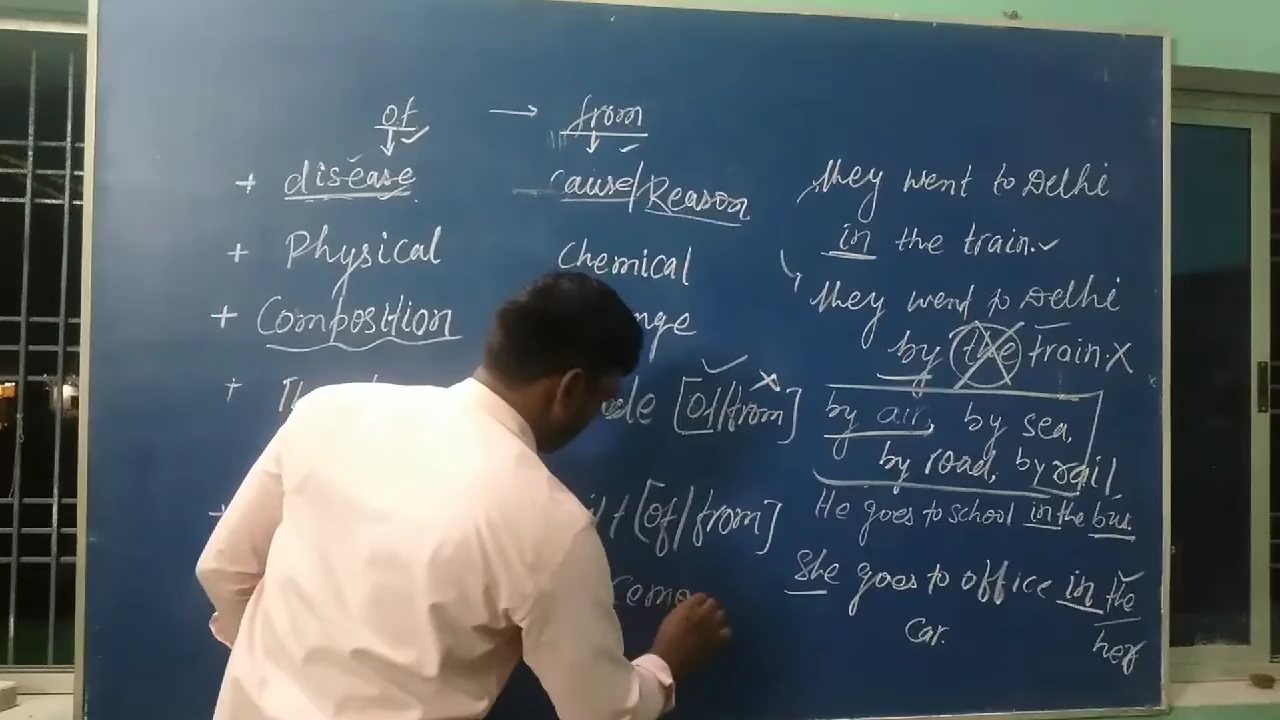 of → from
+ disease cause/Reason
+ Physical Chemical
+ Composition
+ [of/from]
[of/from]
They went to Delhi
in the train. ✓
They went to Delhi
by (the) train. X
by air, by sea,
by road, by rail,
He goes to school in the bus.
She goes to office in the
car. her